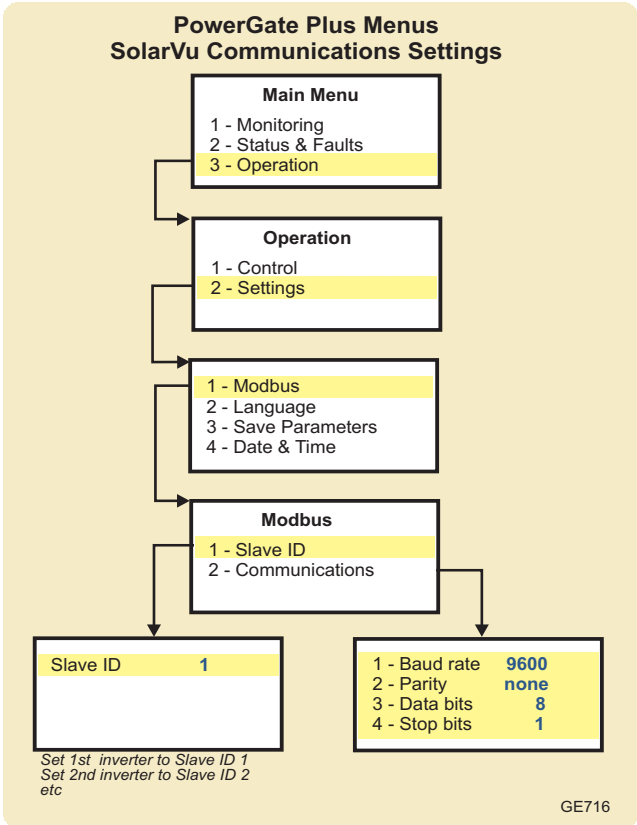 PowerGate Plus Menus
SolarVu Communications Settings
Main Menu
1 - Monitoring
2 - Status & Faults
3 - Operation
Operation
1 - Control
2 - Settings
1 - Modbus
2 - Language
3 - Save Parameters
4 - Date & Time
Modbus
1 - Slave ID
2 - Communications
Slave ID 1
Set 1st inverter to Slave ID 1
Set 2nd inverter to Slave ID 2
etc
1 - Baud rate 9600
2 - Parity none
3 - Data bits 8
4 - Stop bits 1
GE716